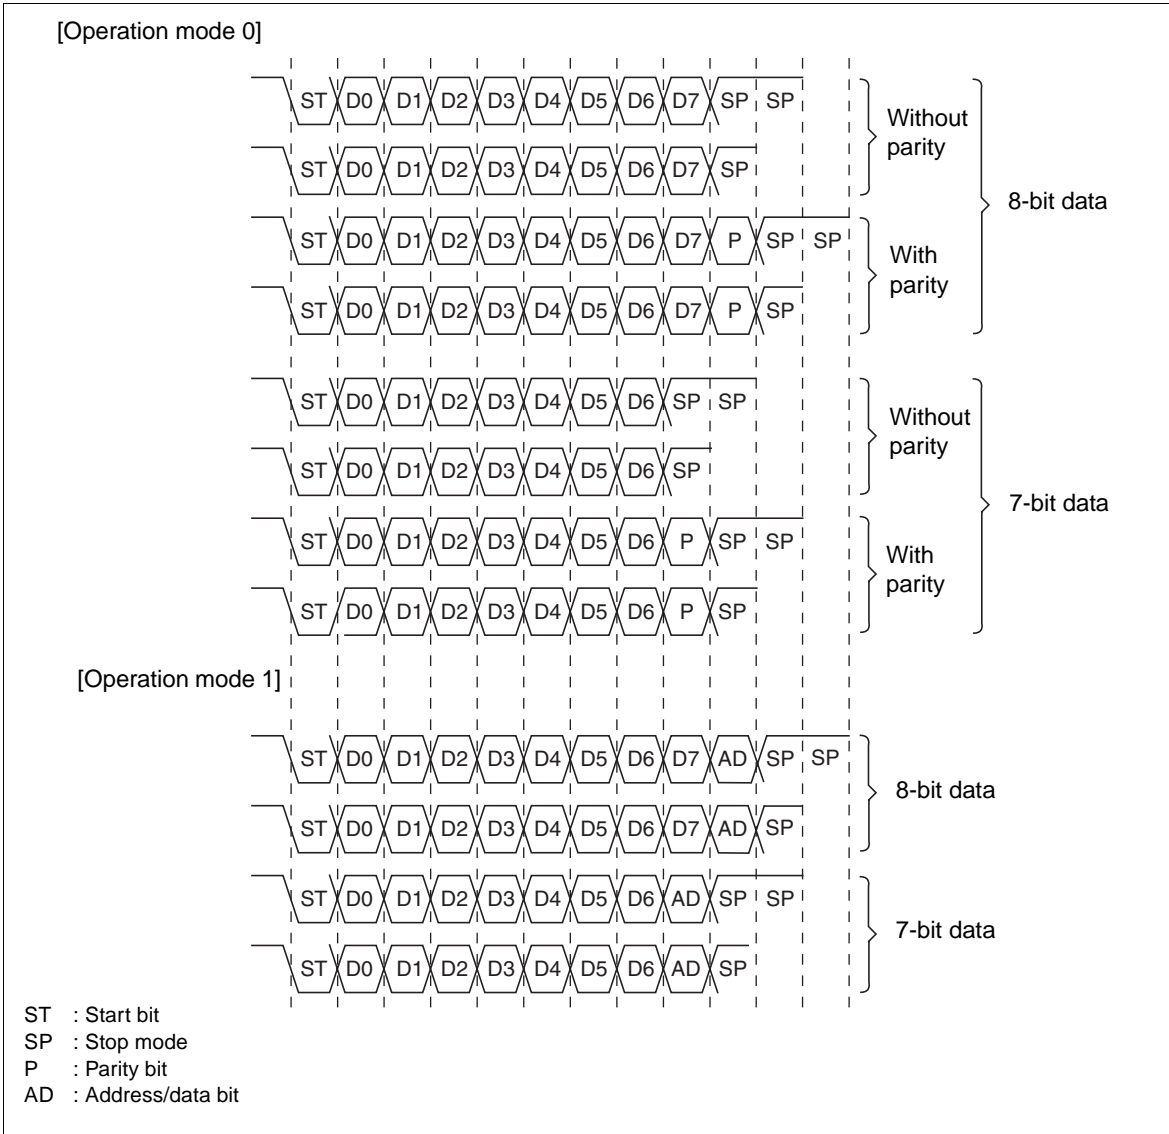 [Operation mode 0]
ST D0 D1 D2 D3 D4 D5 D6 D7 SP SP
Without
parity
ST D0 D1 D2 D3 D4 D5 D6 D7 SP
8-bit data
ST D0 D1 D2 D3 D4 D5 D6 D7 P SP SP
With
parity
ST D0 D1 D2 D3 D4 D5 D6 D7 P SP
ST D0 D1 D2 D3 D4 D5 D6 SP SP
Without
parity
ST D0 D1 D2 D3 D4 D5 D6 SP
7-bit data
ST D0 D1 D2 D3 D4 D5 D6 P SP SP
With
parity
ST D0 D1 D2 D3 D4 D5 D6 P SP
[Operation mode 1]
ST D0 D1 D2 D3 D4 D5 D6 D7 AD SP SP
8-bit data
ST D0 D1 D2 D3 D4 D5 D6 D7 AD SP
ST D0 D1 D2 D3 D4 D5 D6 AD SP SP
7-bit data
ST D0 D1 D2 D3 D4 D5 D6 AD SP
ST : Start bit
SP : Stop mode
P : Parity bit
AD : Address/data bit